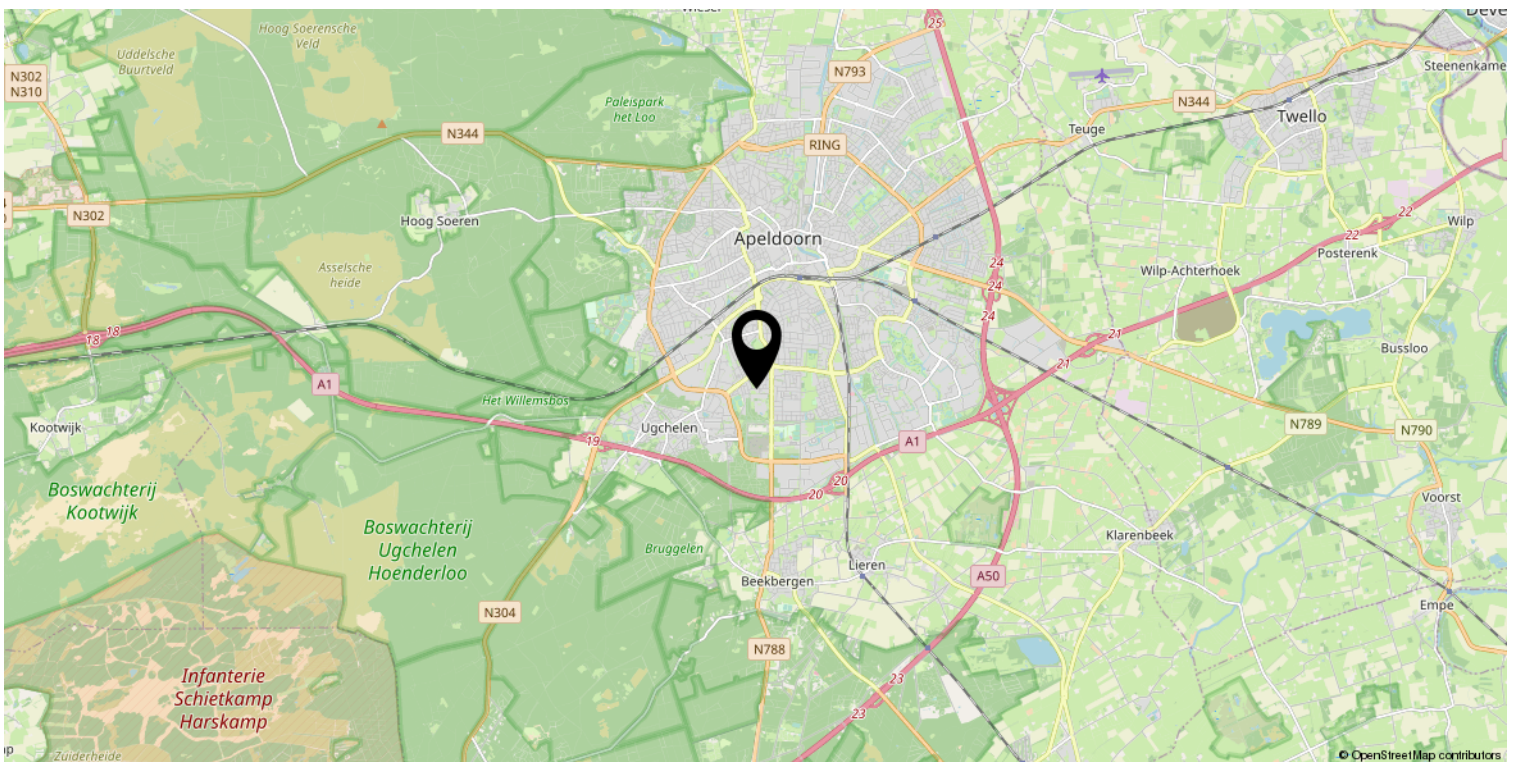 Hoog Soerensche
Veld
Uddelsche
Buurtveld
N302
N310
25
N793
Steenenkame
Paleispark
het Loo
N344
N344
Teuge
Twello
RING
N302
Hoog Soeren
Apeldoorn
22
Wilp
22
Posterenk
Wilp-Achterhoek
Asselsche
heide
24
24
24
18
18
21
21
Bussloo
A1
Het Willemsbos
Kootwijk
Ugchelen
19
A1
N789
N790
20
20
Boswachterij
Kootwijk
Voorst
Boswachterij
Ugchelen
Hoenderloo
Bruggelen
Klarenbeek
Beekbergen
Lieren
A50
Empe
N304
N788
Infanterie
Schietkamp
Harskamp
23
23
Zuiderheide
© OpenStreetMap contributors